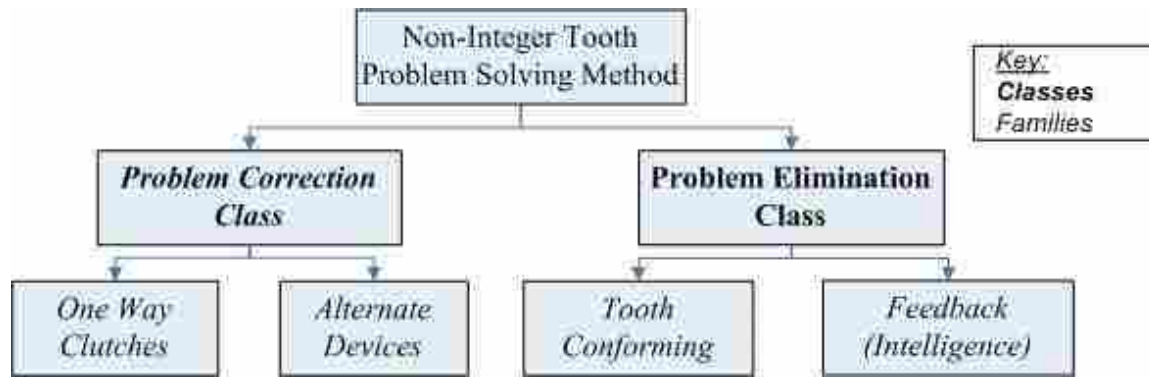 Non-Integer Tooth
Problem Solving Method
Key:
Classes
Families
Problem Correction
Class
Problem Elimination
Class
One Way
Clutches
Alternate
Devices
Tooth
Conforming
Feedback
(Intelligence)